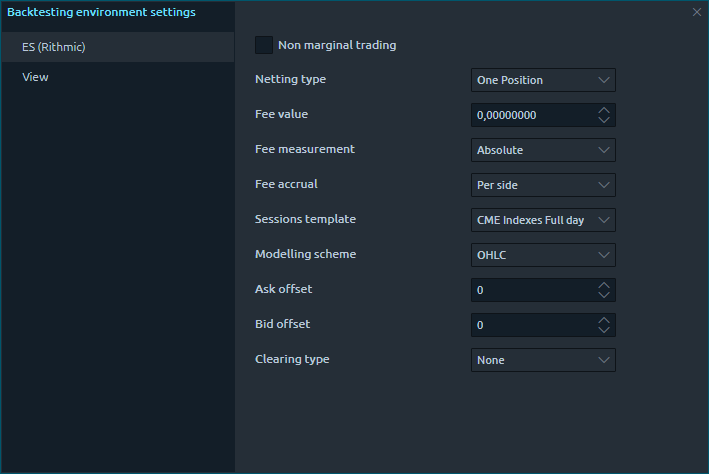 Backtesting environment settings
ES (Rithmic)
View
Non marginal trading
Netting type One Position
Fee value 0,00000000
Fee measurement Absolute
Fee accrual Per side
Sessions template CME Indexes Full day
Modelling scheme OHLC
Ask offset 0
Bid offset 0
Clearing type None